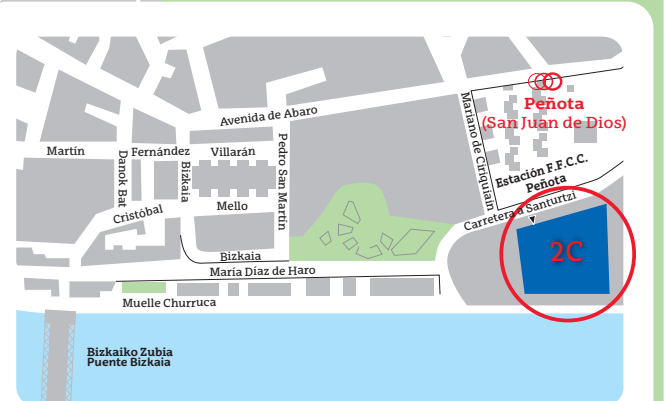 Peñota
(San Juan de Dios)
Avenida de Abaro
Mariano de Ciriquiain
Martín
Fernández
Villarán
Danok Bat
Bizkaia
Pedro San Martín
Estación F.F.C.C.
Peñota
Cristóbal
Mello
Carretera a Santurtzi
2C
Bizkaia
María Díaz de Haro
Muelle Churruca
Bizkaiko Zubia
Puente Bizkaia